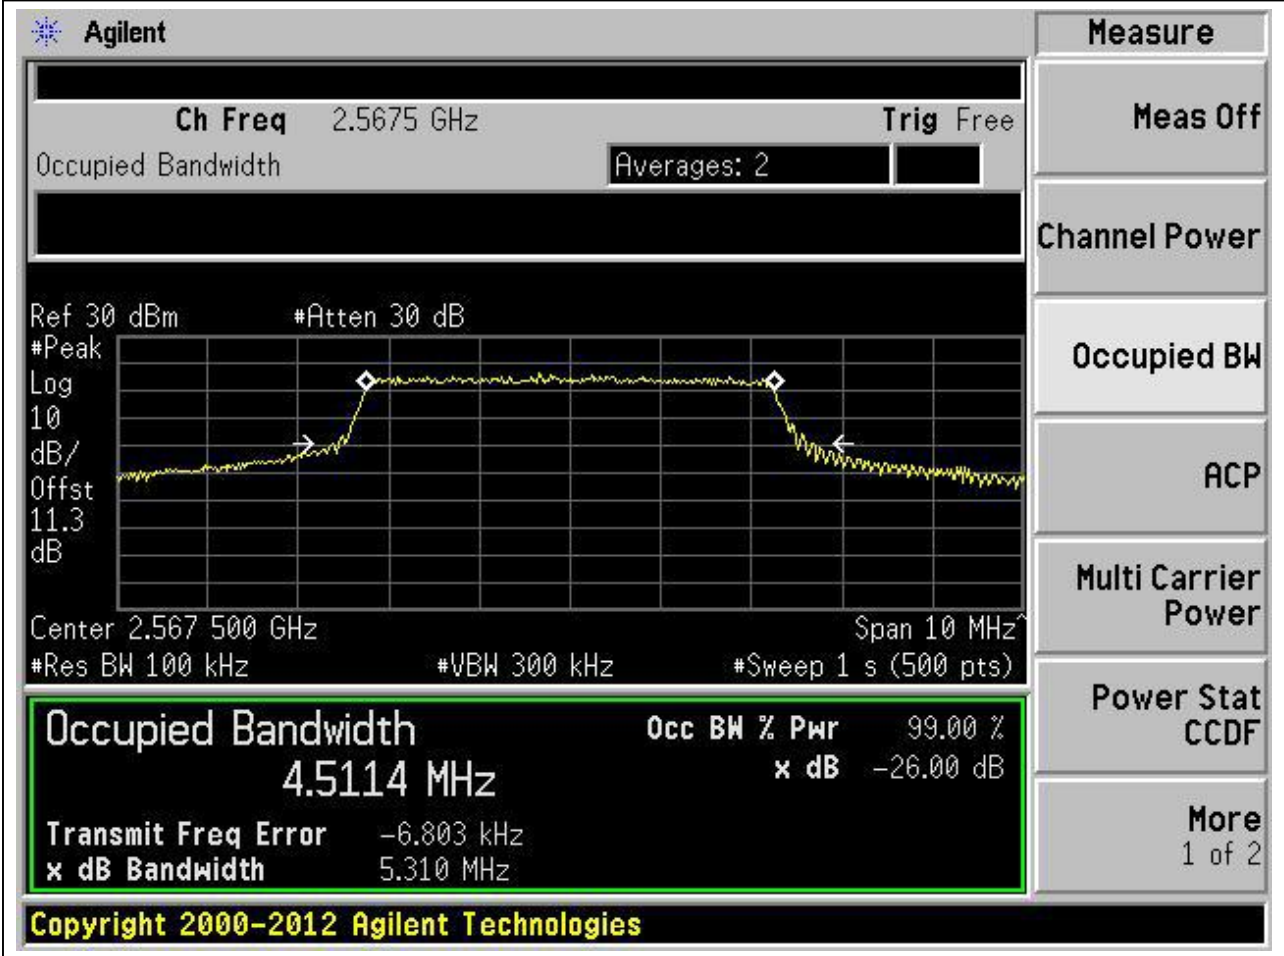 Agilent
Measure
Ch Freq 2.5675 GHz Trig Free
Occupied Bandwidth Averages: 2
Meas Off
Channel Power
Occupied BW
ACP
Multi Carrier
Power
Power Stat
CCDF
More
1 of 2
Ref 30 dBm #Atten 30 dB
#Peak
Log
10
dB/
Offst
11.3
dB
Center 2.567 500 GHz Span 10 MHz^
#Res BW 100 kHz #VBW 300 kHz #Sweep 1 s (500 pts)
Occupied Bandwidth Occ BW % Pwr 99.00 %
4.5114 MHz x dB -26.00 dB
Transmit Freq Error -6.803 kHz
x dB Bandwidth 5.310 MHz
Copyright 2000-2012 Agilent Technologies